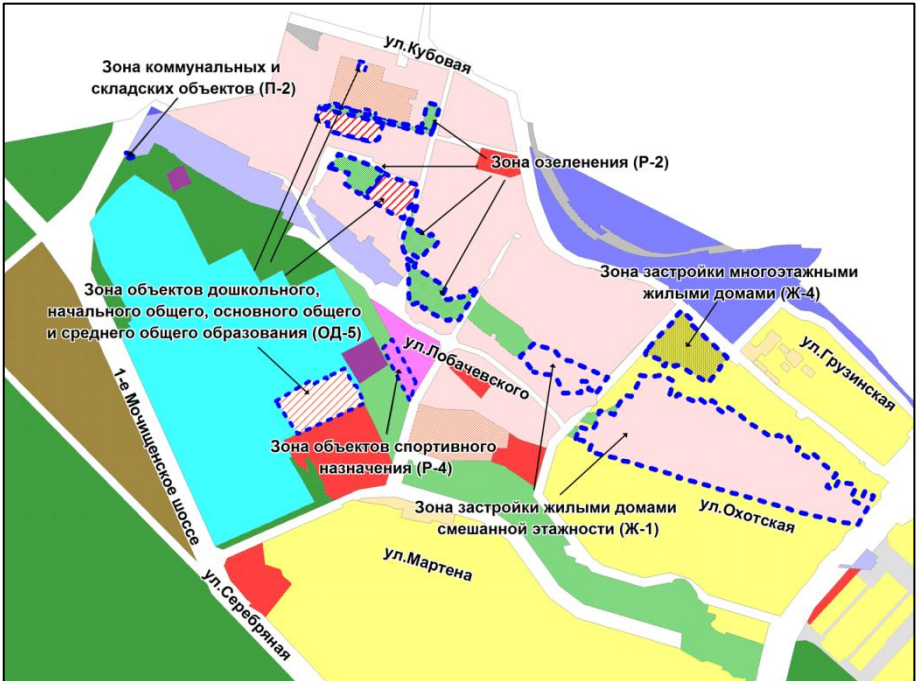 ул.Кубовая
Зона коммунальных и
складских объектов (П-2)
Зона озеленения (Р-2)
Зона застройки многоэтажными
жилыми домами (Ж-4)
Зона объектов дошкольного,
начального общего, основного общего
и среднего общего образования (ОД-5)
ул.Грузинская
ул.Лобачевского
1-е Мочищенское шоссе
Зона объектов спортивного
назначения (Р-4)
Зона застройки жилыми домами
смешанной этажности (Ж-1)
ул.Охотская
ул.Мартена
ул.Серебряная